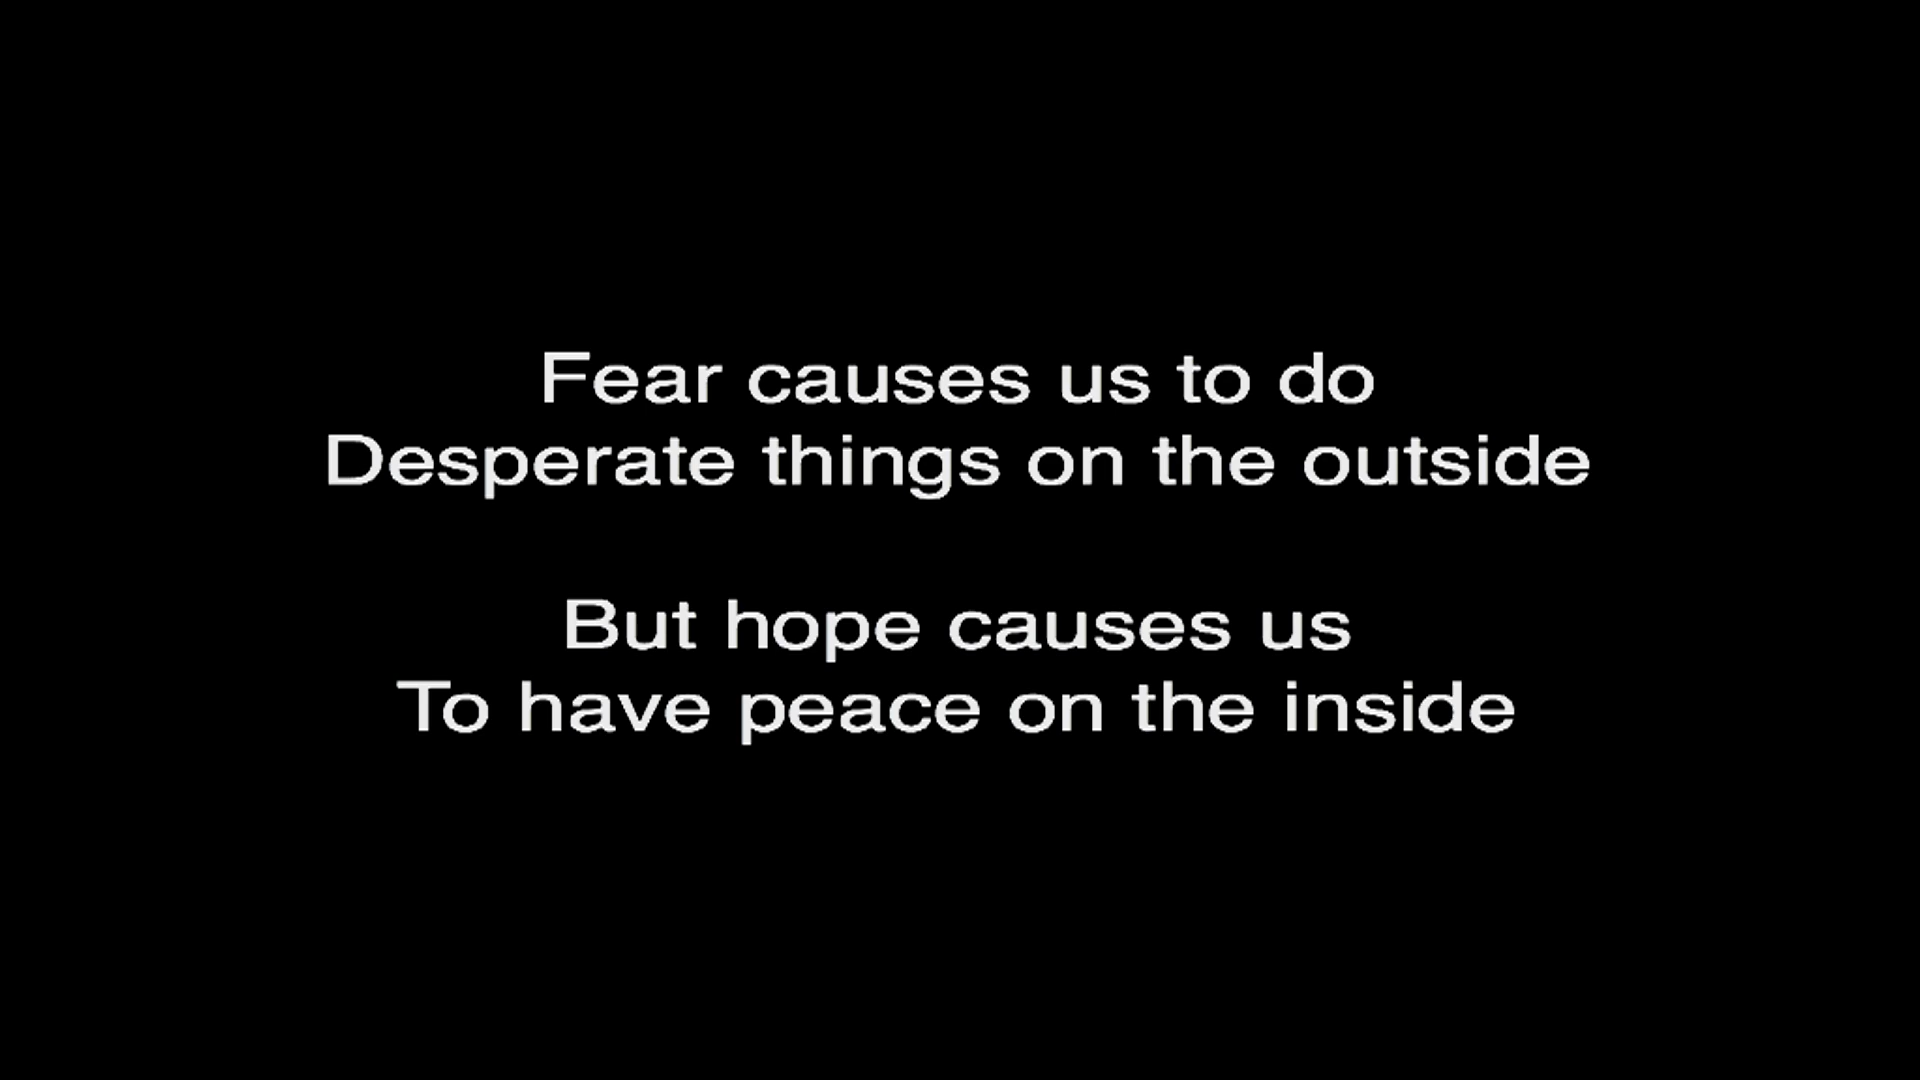 Fear causes us to do
Desperate things on the outside
But hope causes us
To have peace on the inside